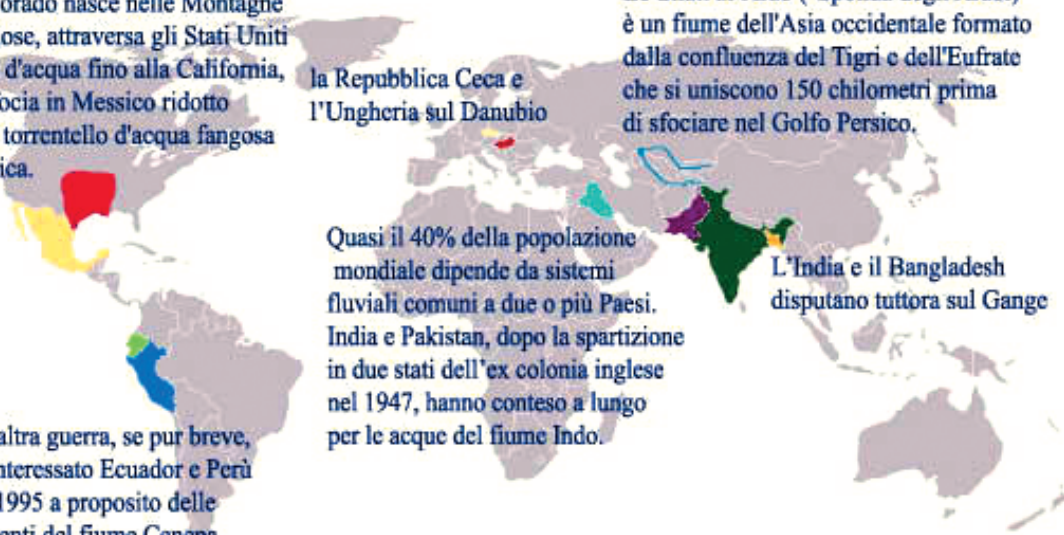 orado nasce nelle Montagne
ose, attraversa gli Stati Uniti
d'acqua fino alla California,
ocia in Messico ridotto
torrentello d'acqua fangosa
ica.
la Repubblica Ceca e
l'Ungheria sul Danubio
è un fiume dell'Asia occidentale formato
dalla confluenza del Tigri e dell'Eufrate
che si uniscono 150 chilometri prima
di sfociare nel Golfo Persico.
Quasi il 40% della popolazione
mondiale dipende da sistemi
fluviali comuni a due o più Paesi.
India e Pakistan, dopo la spartizione
in due stati dell'ex colonia inglese
nel 1947, hanno conteso a lungo
per le acque del fiume Indo.
L'India e il Bangladesh
disputano tuttora sul Gange
altra guerra, se pur breve,
nteressato Ecuador e Perù
1995 a proposito delle
enti del fiume Cenepa